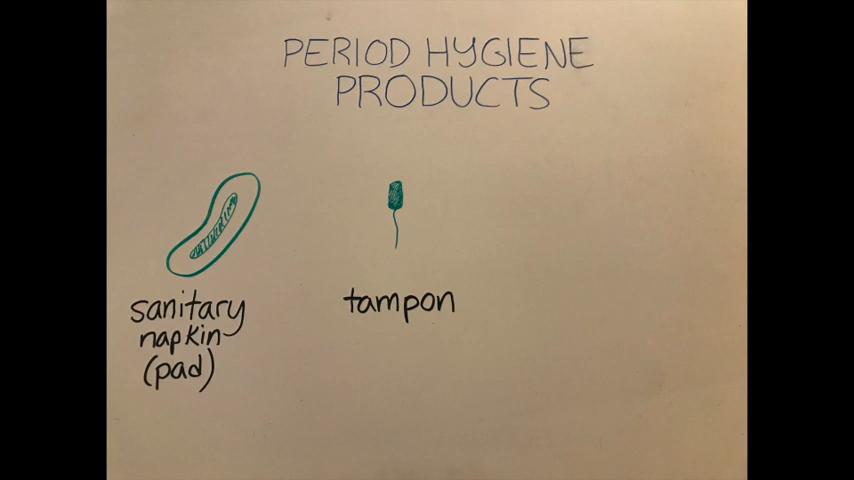 PERIOD HYGIENE
PRODUCTS
sanitary
napkin
(pad)
tampon